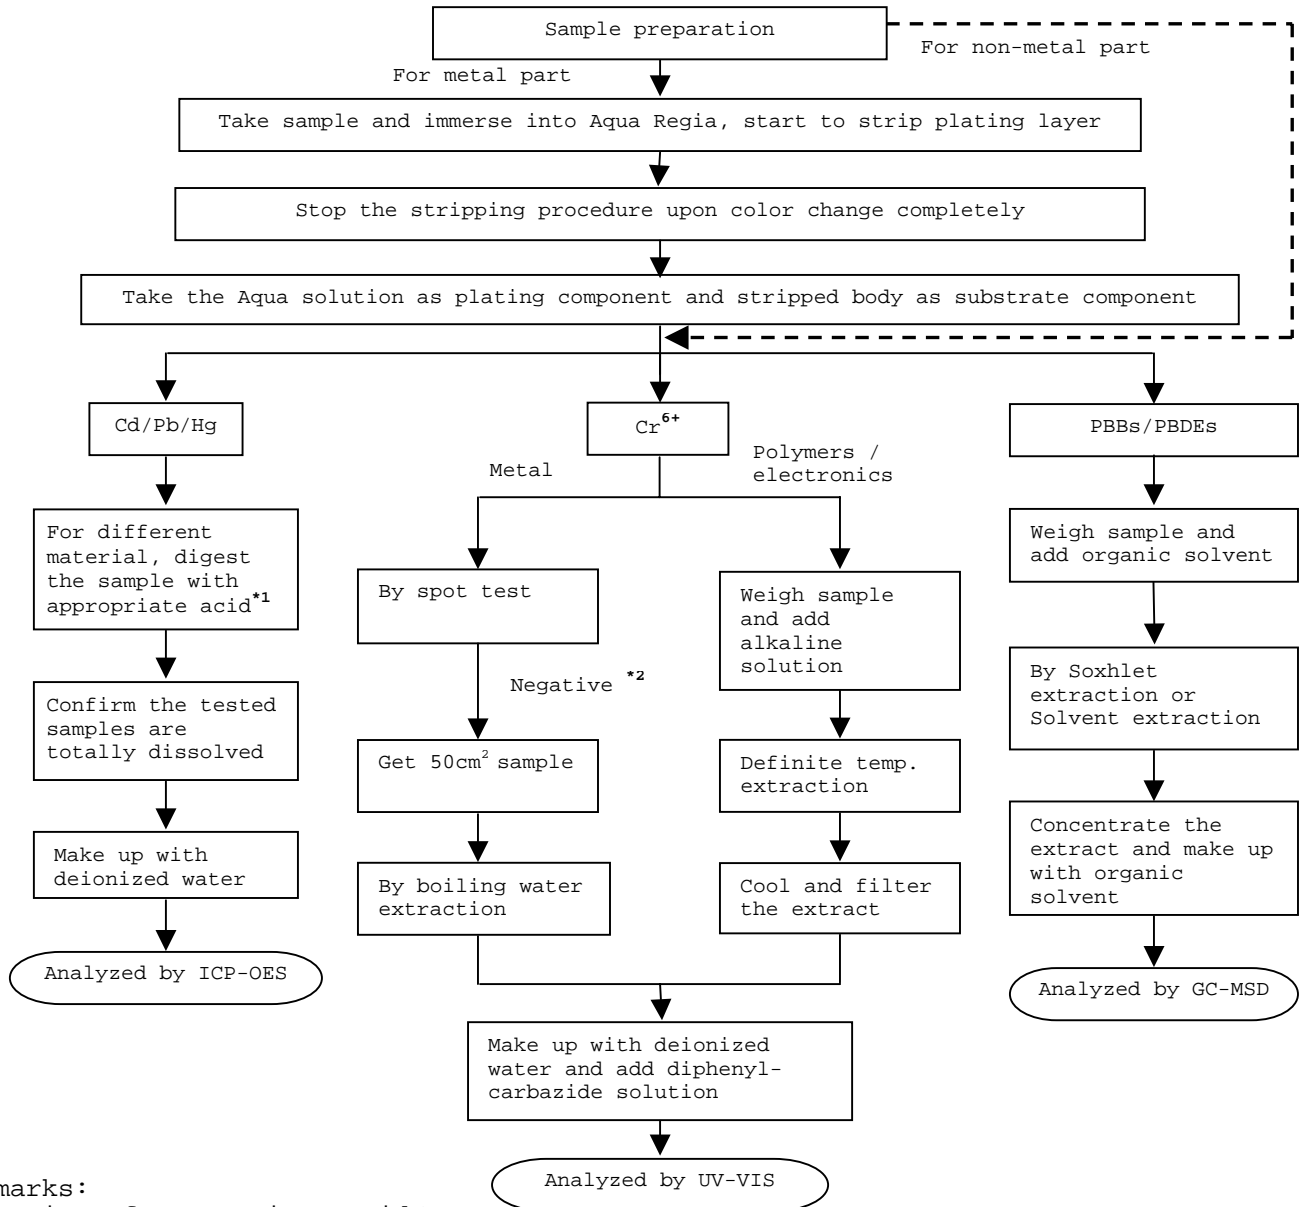 Sample preparation
For non-metal part
For metal part
Take sample and immerse into Aqua Regia, start to strip plating layer
Stop the stripping procedure upon color change completely
Take the Aqua solution as plating component and stripped body as substrate component
Cd/Pb/Hg
For different
material, digest
the sample with
appropriate acid*1
Confirm the tested
samples are
totally dissolved
Make up with
deionized water
Analyzed by ICP-OES
Cr6+
Metal
By spot test
Negative *2
Get 50cm2 sample
By boiling water
extraction
Polymers /
electronics
Weigh sample
and add
alkaline
solution
Definite temp.
extraction
Cool and filter
the extract
Make up with deionized
water and add diphenyl-
carbazide solution
Analyzed by UV-VIS
PBBs/PBDEs
Weigh sample and
add organic solvent
By Soxhlet
extraction or
Solvent extraction
Concentrate the
extract and make up
with organic
solvent
Analyzed by GC-MSD
marks: